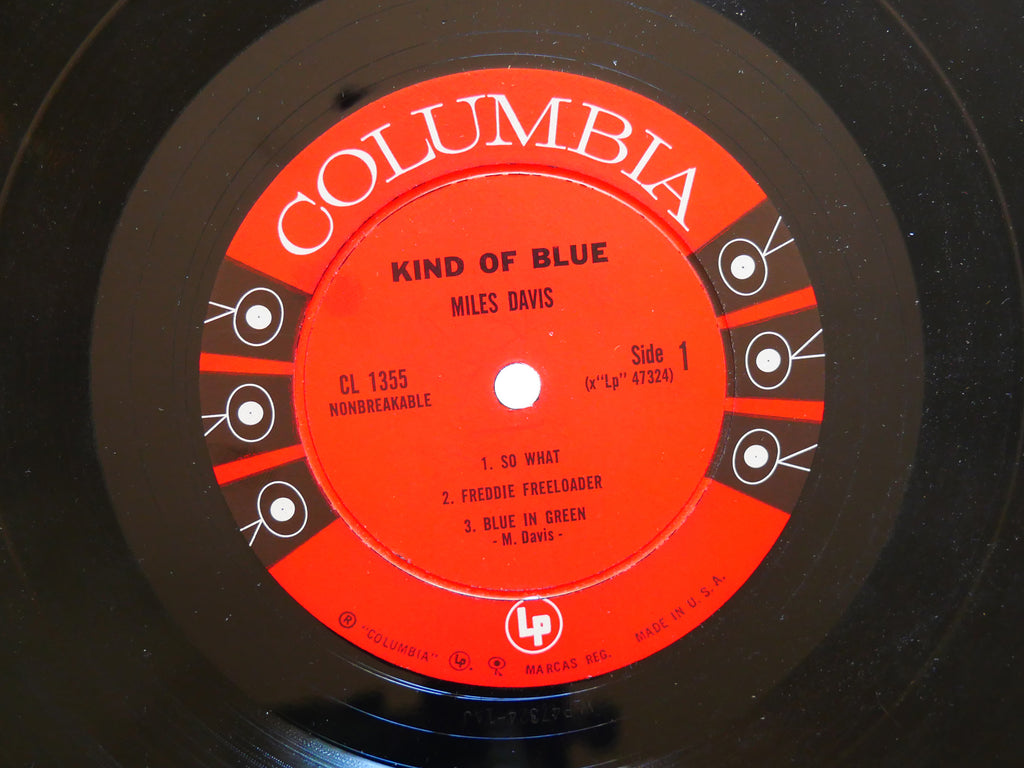 COLUMBIA
KIND OF BLUE
MILES DAVIS
CL 1355
NONBREAKABLE
Side 1
(x"Lp" 47324)
1. SO WHAT
2. FREDDIE FREELOADER
3. BLUE IN GREEN
- M. Davis -
Lp
® "COLUMBIA" Lp. MARCAS REG. MADE IN U. S. A.